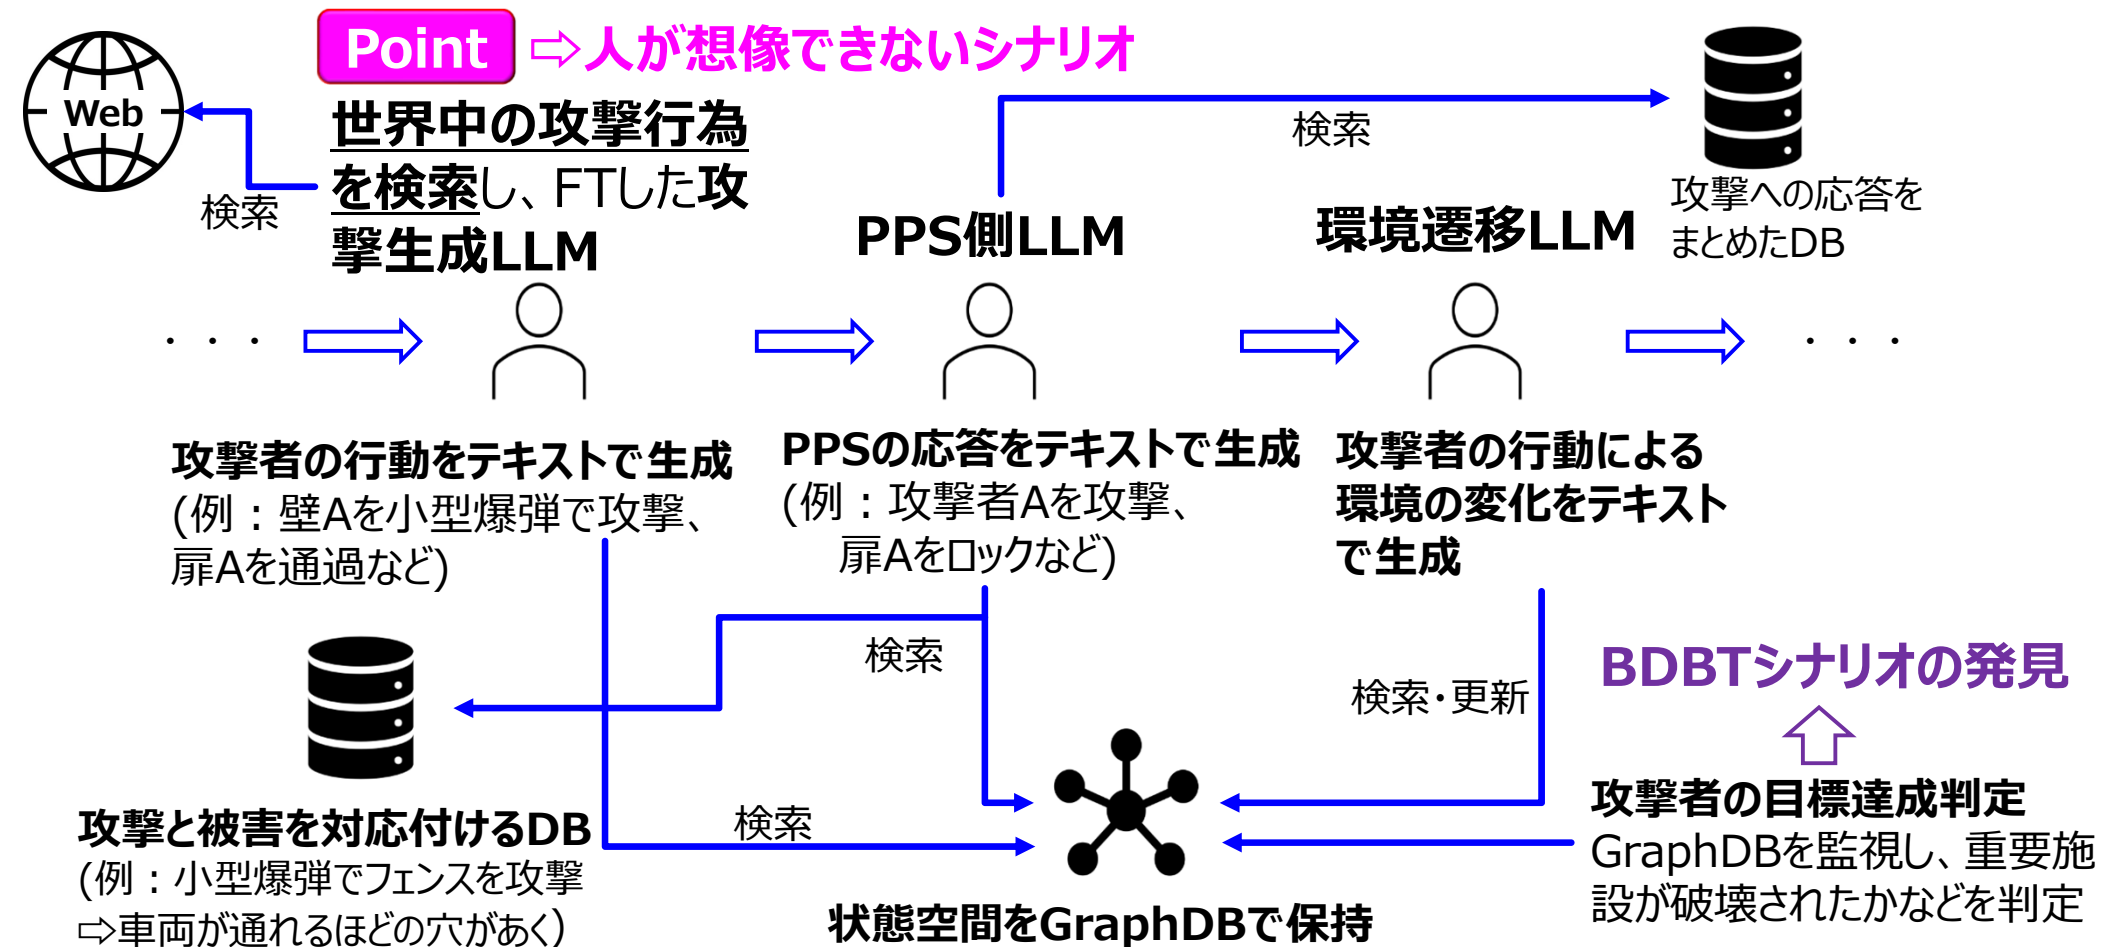 Point ⇨人が想像できないシナリオ
Web
世界中の攻撃行為
を検索し、FTした攻
撃生成LLM
検索
検索
攻撃への応答を
まとめたDB
PPS側LLM
環境遷移LLM
・・・
・・・
攻撃者の行動をテキストで生成
(例：壁Aを小型爆弾で攻撃、
扉Aを通過など)
PPSの応答をテキストで生成
(例：攻撃者Aを攻撃、
扉Aをロックなど)
攻撃者の行動による
環境の変化をテキスト
で生成
検索
検索・更新
BDBTシナリオの発見
検索
攻撃と被害を対応付けるDB
(例：小型爆弾でフェンスを攻撃
⇨車両が通れるほどの穴があく)
状態空間をGraphDBで保持
攻撃者の目標達成判定
GraphDBを監視し、重要施
設が破壊されたかなどを判定